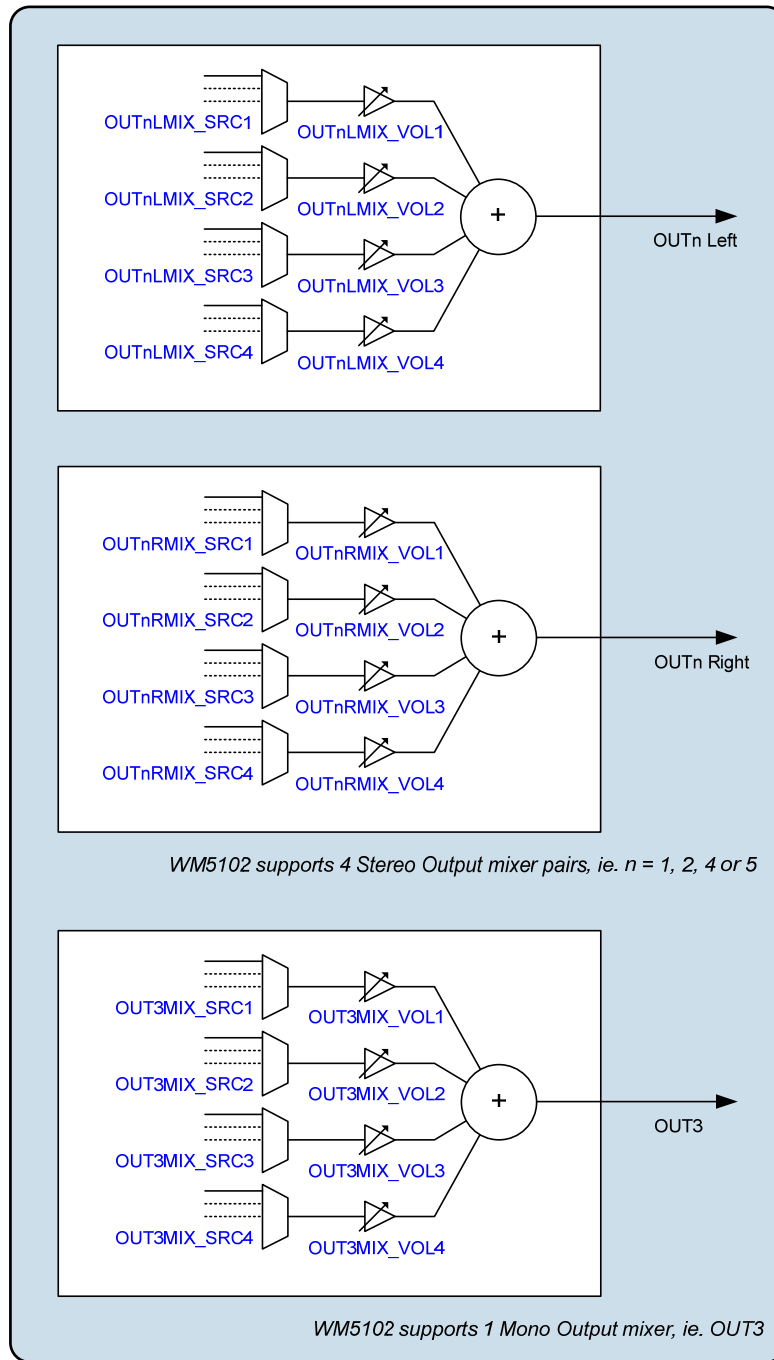 OUTnLMIX_SRC1
OUTnLMIX_VOL1
OUTnLMIX_SRC2
OUTnLMIX_VOL2
+
OUTn Left
OUTnLMIX_SRC3
OUTnLMIX_VOL3
OUTnLMIX_SRC4
OUTnLMIX_VOL4
OUTnRMIX_SRC1
OUTnRMIX_VOL1
OUTnRMIX_SRC2
OUTnRMIX_VOL2
+
OUTn Right
OUTnRMIX_SRC3
OUTnRMIX_VOL3
OUTnRMIX_SRC4
OUTnRMIX_VOL4
WM5102 supports 4 Stereo Output mixer pairs, ie. n = 1, 2, 4 or 5
OUT3MIX_SRC1
OUT3MIX_VOL1
OUT3MIX_SRC2
OUT3MIX_VOL2
+
OUT3
OUT3MIX_SRC3
OUT3MIX_VOL3
OUT3MIX_SRC4
OUT3MIX_VOL4
WM5102 supports 1 Mono Output mixer, ie. OUT3